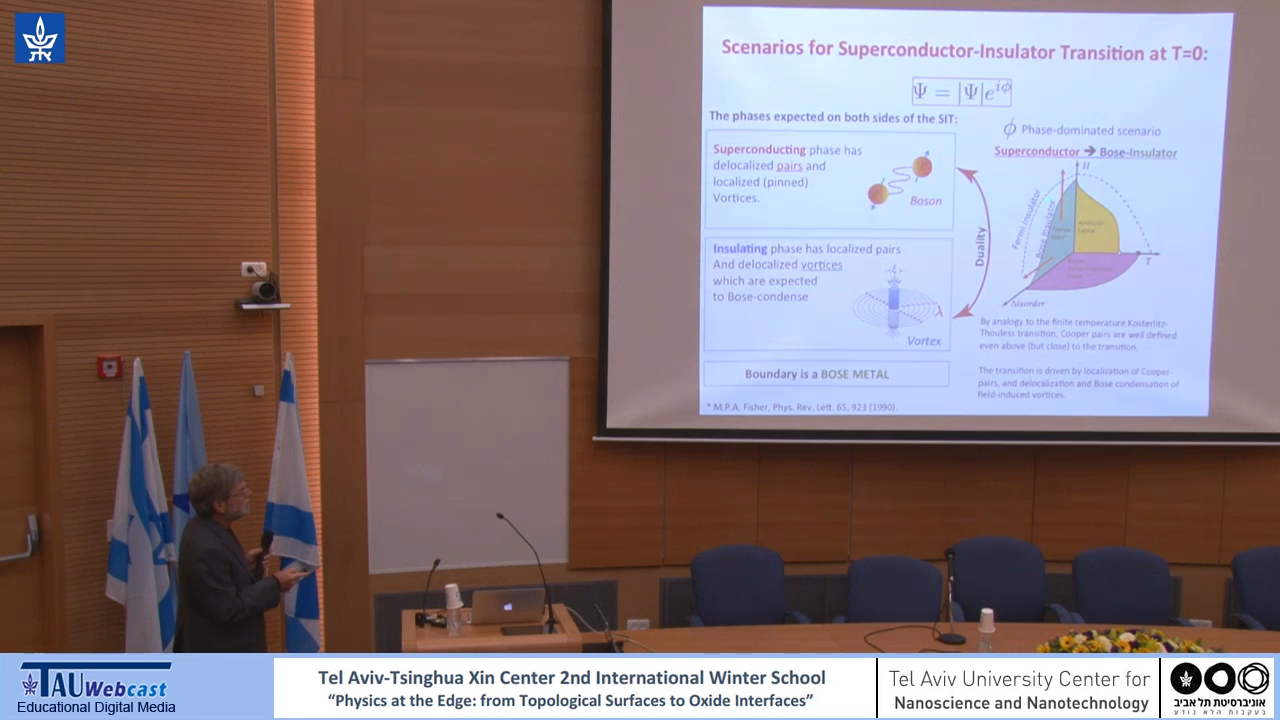 Scenarios for Superconductor-Insulator Transition at T=0:
Ψ = |Ψ|e^{iϕ}
The phases expected on both sides of the SIT:
Superconducting phase has
delocalized pairs and
localized (pinned)
Vortices.
Boson
Insulating phase has localized pairs
And delocalized vortices
which are expected
to Bose-condense
ξ
λ
Vortex
Boundary is a BOSE METAL
* M.P.A. Fisher, Phys. Rev. Lett. 65, 923 (1990).
Duality
ϕ Phase-dominated scenario
Superconductor ➔ Bose-Insulator
H
Fermi Insulator
Bose Insulator
T
Disorder
By analogy to the finite temperature Kosterlitz-
Thouless transition, Cooper pairs are well defined
even above (but close) to the transition.
The transition is driven by localization of Cooper-
pairs, and delocalization and Bose condensation of
field-induced vortices.
TAU Webcast
Educational Digital Media
Tel Aviv-Tsinghua Xin Center 2nd International Winter School
“Physics at the Edge: from Topological Surfaces to Oxide Interfaces”
Tel Aviv University Center for
Nanoscience and Nanotechnology
אוניברסיטת תל אביב
בעקבות הלא נודע